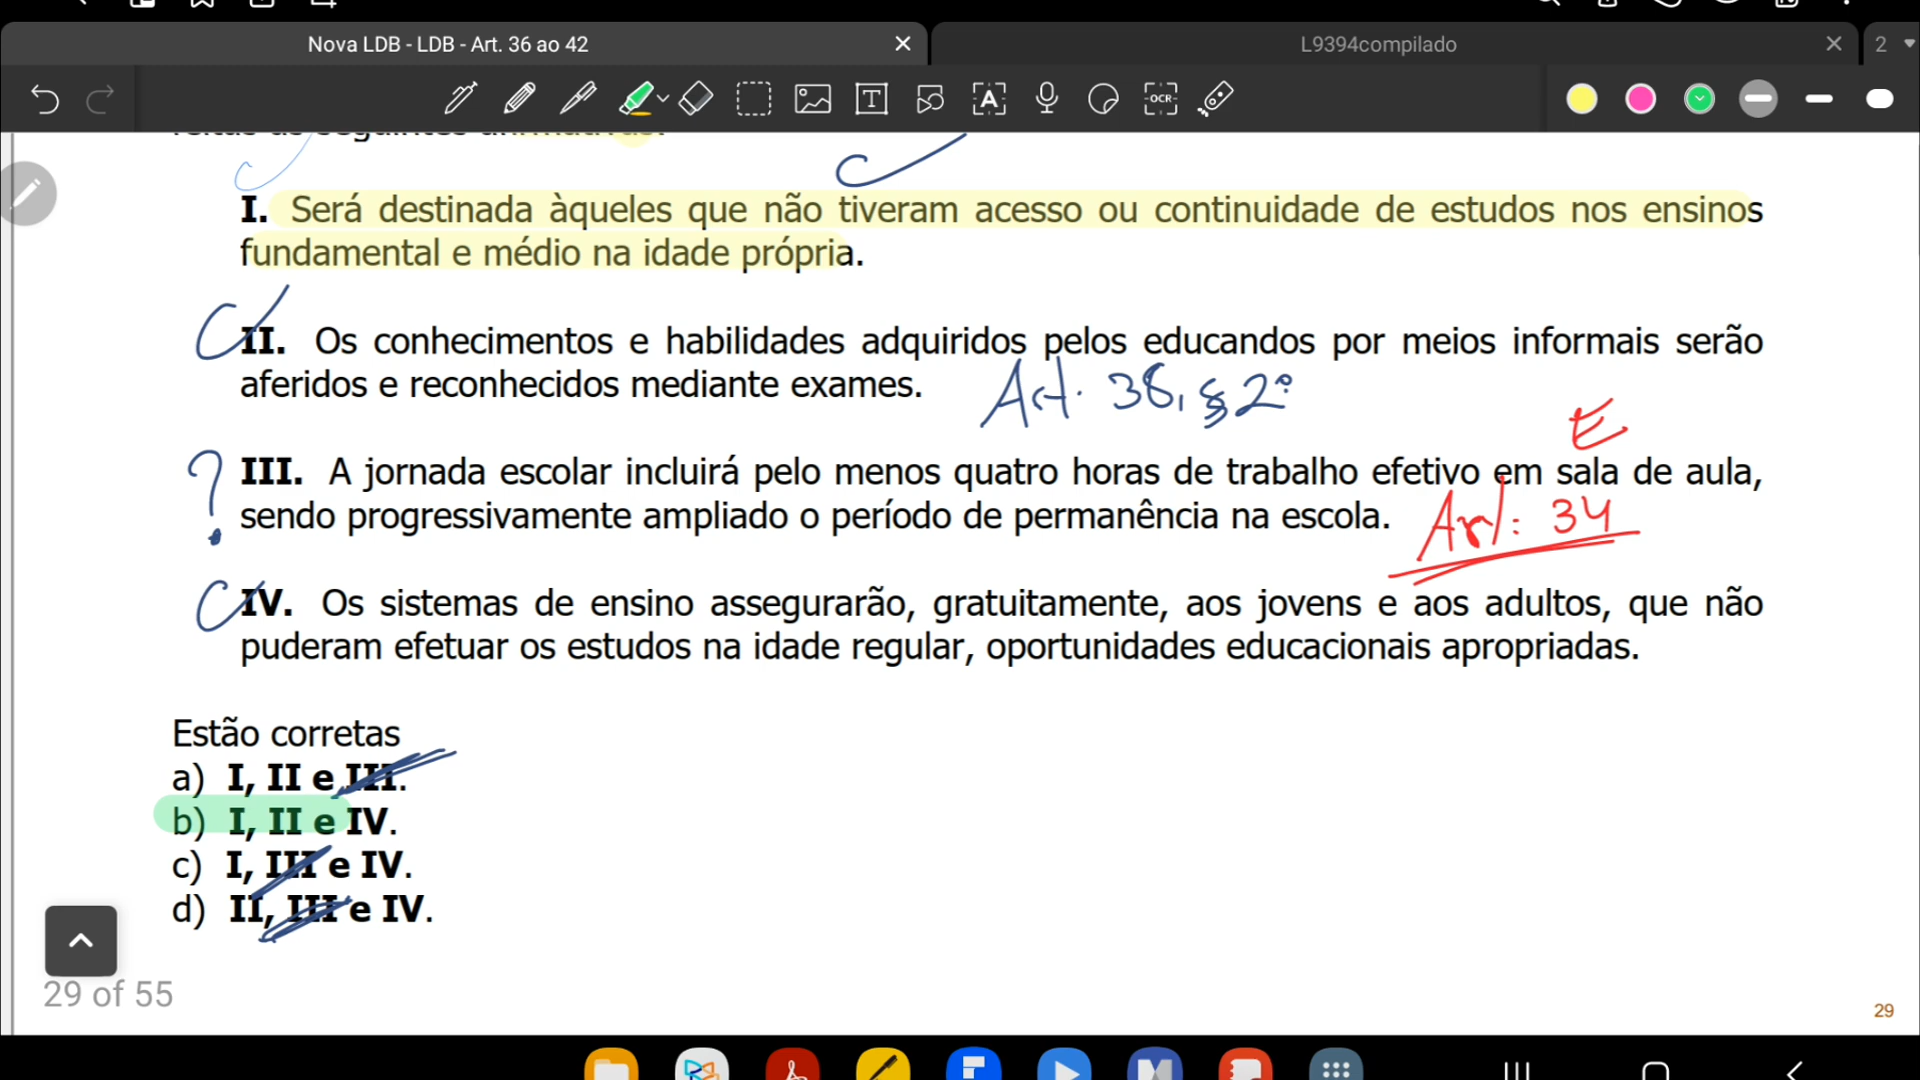 Nova LDB - LDB - Art. 36 ao 42
L9394compilado
2
T
A
OCR
I. Será destinada àqueles que não tiveram acesso ou continuidade de estudos nos ensinos
fundamental e médio na idade própria.
II. Os conhecimentos e habilidades adquiridos pelos educandos por meios informais serão
aferidos e reconhecidos mediante exames.
Art. 38, § 2º
E
? III. A jornada escolar incluirá pelo menos quatro horas de trabalho efetivo em sala de aula,
sendo progressivamente ampliado o período de permanência na escola.
Art: 34
IV. Os sistemas de ensino assegurarão, gratuitamente, aos jovens e aos adultos, que não
puderam efetuar os estudos na idade regular, oportunidades educacionais apropriadas.
Estão corretas
a) I, II e III.
b) I, II e IV.
c) I, III e IV.
d) II, III e IV.
29 of 55
29